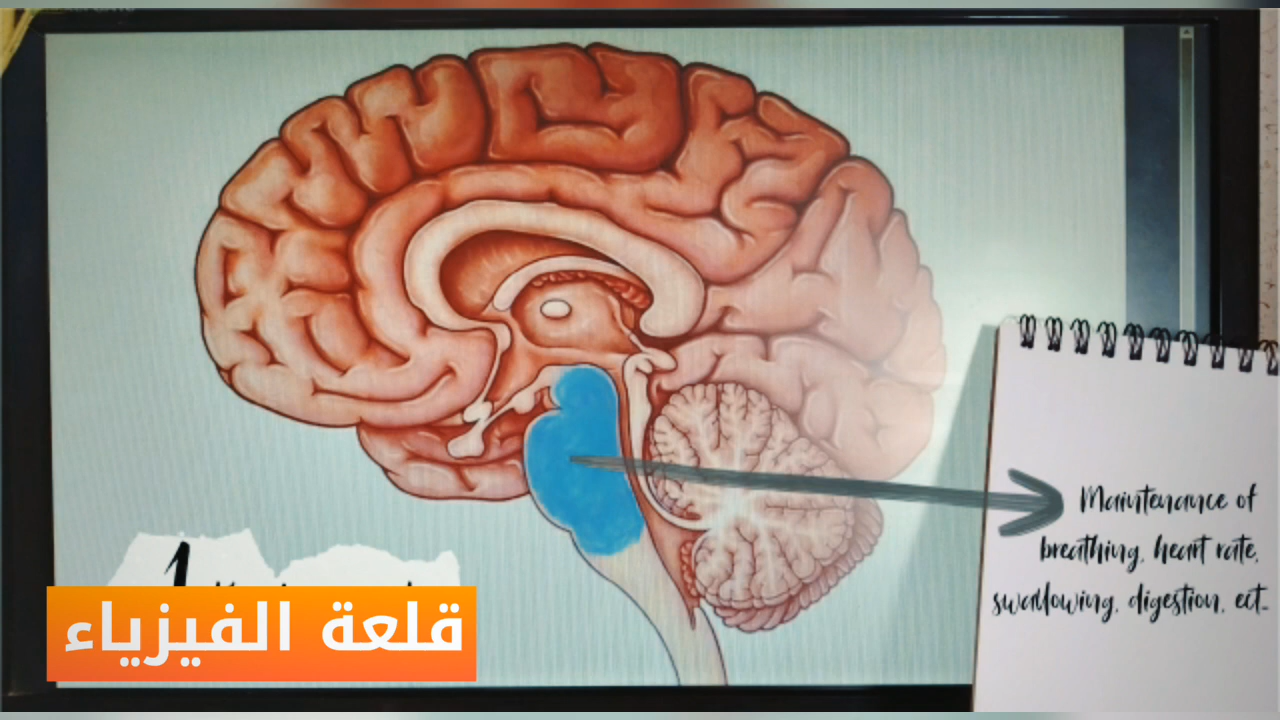 Maintenance of
breathing, heart rate,
swallowing, digestion, ect..
قلعة الفيزياء